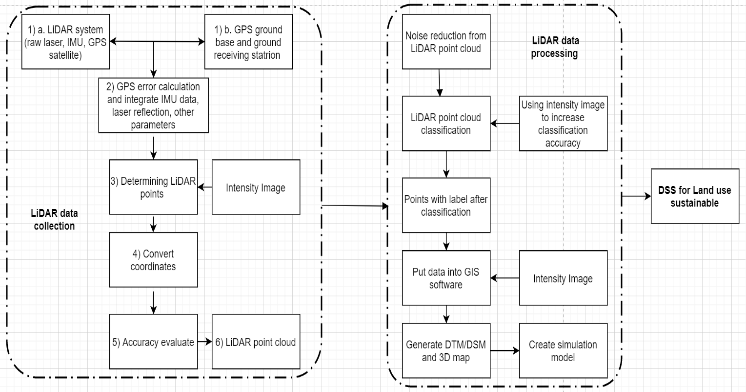 1) a. LiDAR system
(raw laser, IMU, GPS
satellite)
1) b. GPS ground
base and ground
receiving statrion
2) GPS error calculation
and integrate IMU data,
laser reflection, other
parameters
3) Determining LiDAR
points
Intensity Image
LiDAR data
collection
4) Convert
coordinates
5) Accuracy evaluate
6) LiDAR point cloud
Noise reduction from
LiDAR point cloud
LiDAR data
processing
LiDAR point cloud
classification
Using intensity image
to increase
classification
accuracy
Points with label after
classification
Put data into GIS
software
Intensity Image
Generate DTM/DSM
and 3D map
Create simulation
model
DSS for Land use
sustainable